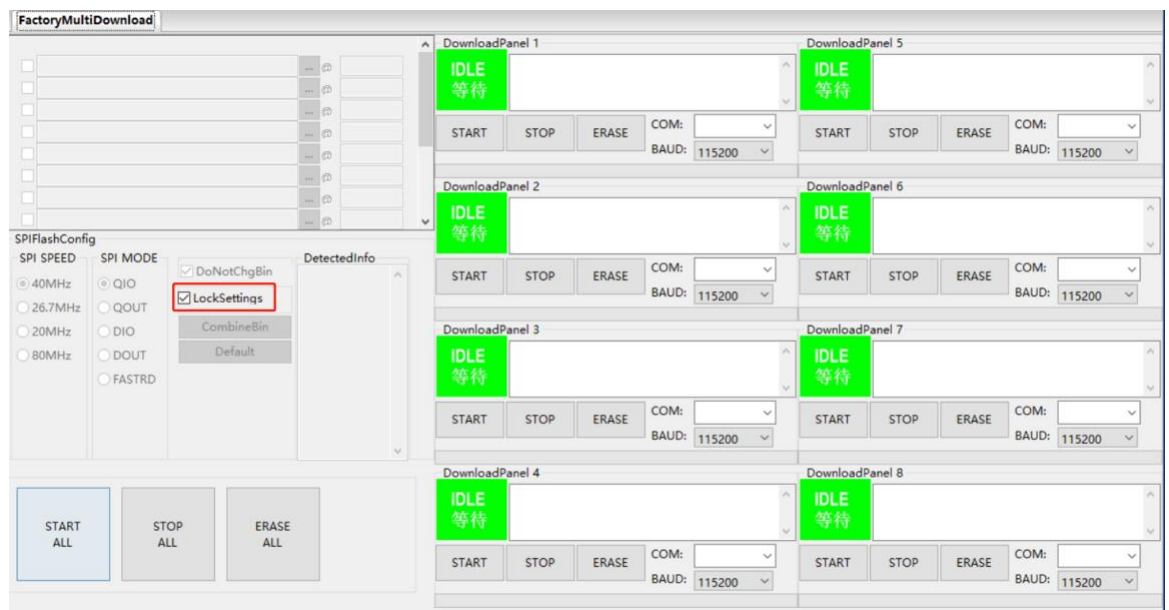 FactoryMultiDownload
...
...
...
...
...
...
...
...
SPIFlashConfig
SPI SPEED
40MHz
26.7MHz
20MHz
80MHz
SPI MODE
QIO
QOUT
DIO
DOUT
FASTRD
DoNotChgBin
LockSettings
CombineBin
Default
DetectedInfo
START
ALL
STOP
ALL
ERASE
ALL
DownloadPanel 1
IDLE
等待
START STOP ERASE COM:
BAUD: 115200
DownloadPanel 2
IDLE
等待
START STOP ERASE COM:
BAUD: 115200
DownloadPanel 3
IDLE
等待
START STOP ERASE COM:
BAUD: 115200
DownloadPanel 4
IDLE
等待
START STOP ERASE COM:
BAUD: 115200
DownloadPanel 5
IDLE
等待
START STOP ERASE COM:
BAUD: 115200
DownloadPanel 6
IDLE
等待
START STOP ERASE COM:
BAUD: 115200
DownloadPanel 7
IDLE
等待
START STOP ERASE COM:
BAUD: 115200
DownloadPanel 8
IDLE
等待
START STOP ERASE COM:
BAUD: 115200